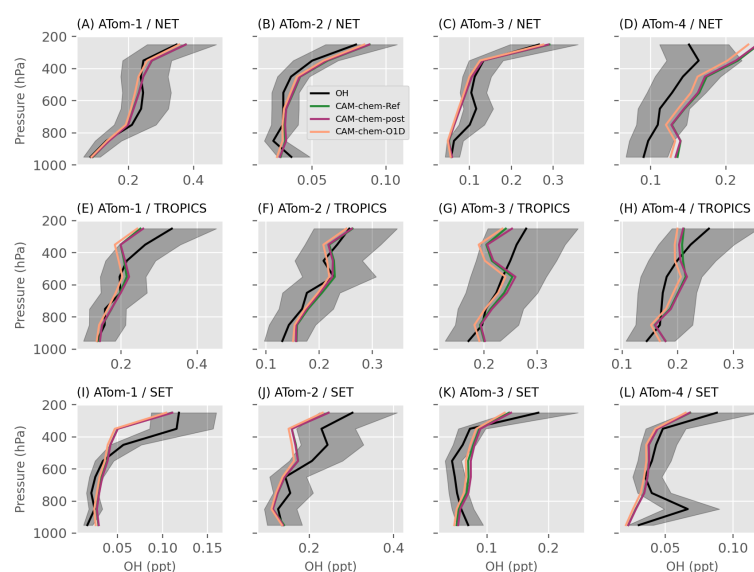 (A) ATom-1 / NET
(B) ATom-2 / NET
(C) ATom-3 / NET
(D) ATom-4 / NET
200
400
600
800
1000
Pressure (hPa)
0.2
0.4
0.05
0.10
0.1
0.2
0.3
0.1
0.2
OH
CAM-chem-Ref
CAM-chem-post
CAM-chem-O1D
(E) ATom-1 / TROPICS
(F) ATom-2 / TROPICS
(G) ATom-3 / TROPICS
(H) ATom-4 / TROPICS
200
400
600
800
1000
Pressure (hPa)
0.2
0.4
0.1
0.2
0.3
0.2
0.3
0.1
0.2
0.3
(I) ATom-1 / SET
(J) ATom-2 / SET
(K) ATom-3 / SET
(L) ATom-4 / SET
200
400
600
800
1000
Pressure (hPa)
0.05
0.10
0.15
0.2
0.4
0.1
0.2
0.05
0.10
OH (ppt)
OH (ppt)
OH (ppt)
OH (ppt)